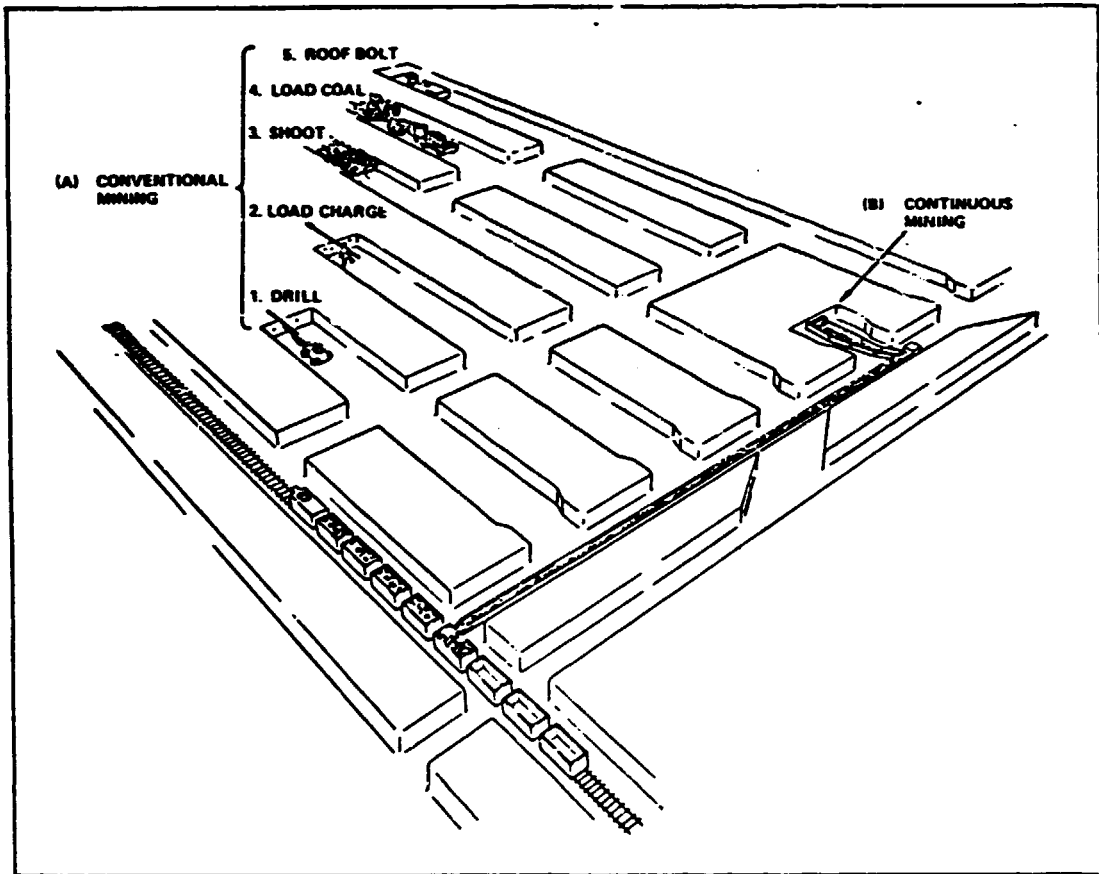 5. ROOF BOLT
4. LOAD COAL
3. SHOOT
(A) CONVENTIONAL
MINING
2. LOAD CHARGE
1. DRILL
(B) CONTINUOUS
MINING